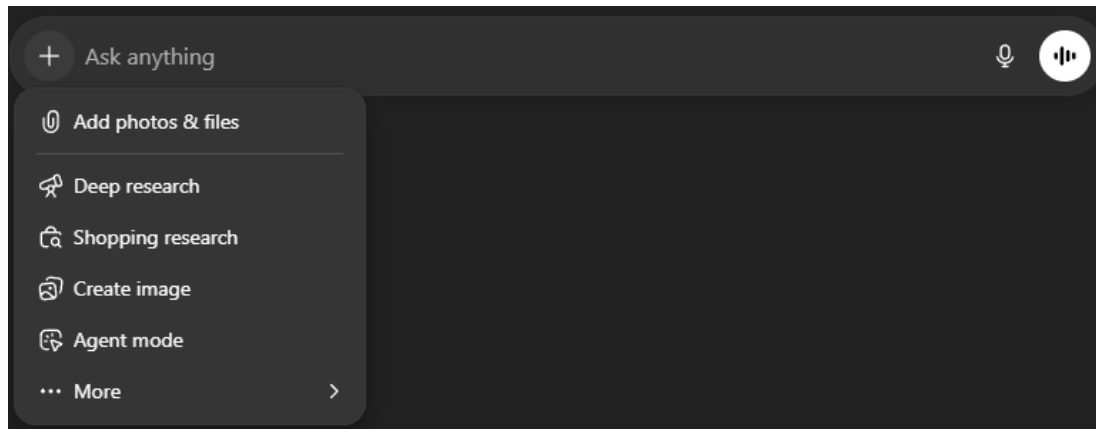 Ask anything
Add photos & files
Deep research
Shopping research
Create image
Agent mode
More